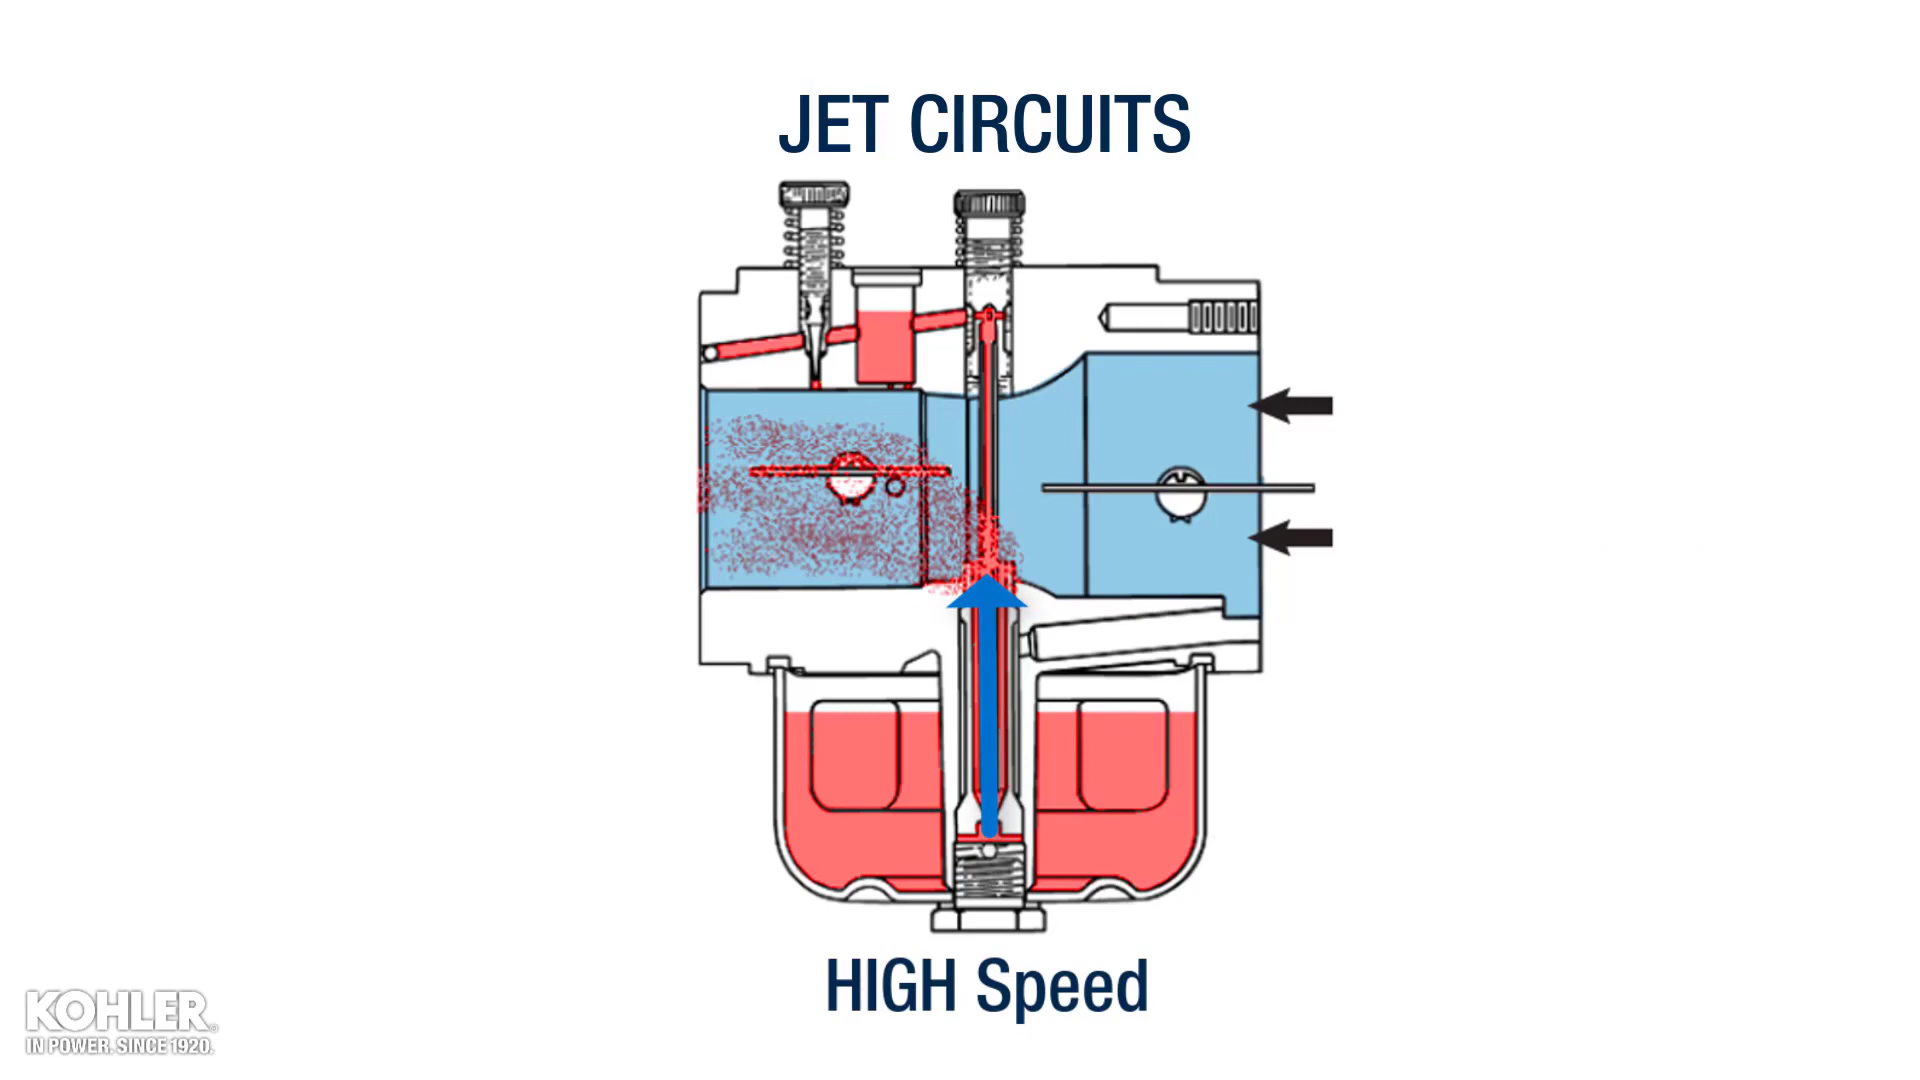 JET CIRCUITS
HIGH Speed
KOHLER®
IN POWER. SINCE 1920.